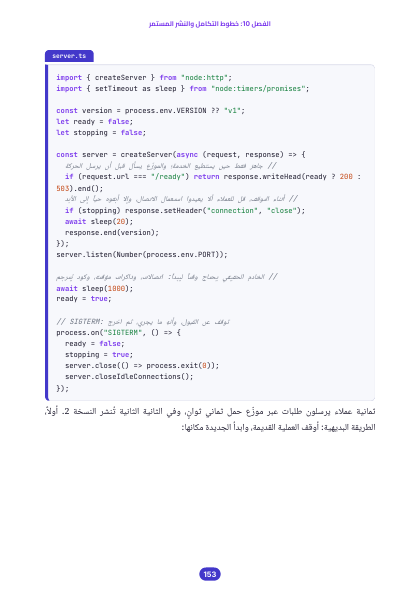 الفصل 10: خطوط التكامل والنشر المستمر
server.ts
import { createServer } from "node:http";
import { setTimeout as sleep } from "node:timers/promises";
const version = process.env.VERSION ?? "v1";
let ready = false;
let stopping = false;
const server = createServer(async (request, response) => {
// جاهز فقط حين يستطيع الخدمة؛ والموزع يسأل قبل أن يرسل الحركة
if (request.url === "/ready") return response.writeHead(ready ? 200 :
503).end();
// أثناء التوقف، قل للعملاء ألا يعيدوا استعمال الاتصال، وإلا أبقوه حياً إلى الأبد
if (stopping) response.setHeader("connection", "close");
await sleep(20);
response.end(version);
});
server.listen(Number(process.env.PORT));
// الخادم الحقيقي يحتاج وقتاً ليبدأ: اتصالات، وذاكرات مؤقتة، وكود يُترجم
await sleep(1000);
ready = true;
// SIGTERM: توقف عن القبول، وأنهِ ما يجري، ثم اخرج
process.on("SIGTERM", () => {
ready = false;
stopping = true;
server.close(() => process.exit(0));
server.closeIdleConnections();
});
ثمانية عملاء يرسلون طلبات عبر موزّع حمل ثماني ثوانٍ، وفي الثانية الثانية تُنشر النسخة 2. أولاً،
الطريقة البديهية: أوقف العملية القديمة، وابدأ الجديدة مكانها:
153